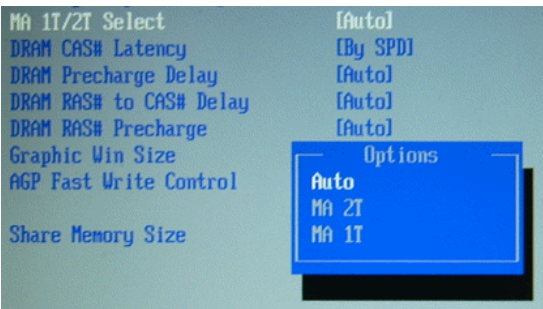 MA 1T/2T Select [Auto]
DRAM CAS# Latency [By SPD]
DRAM Precharge Delay [Auto]
DRAM RAS# to CAS# Delay [Auto]
DRAM RAS# Precharge [Auto]
Graphic Win Size
AGP Fast Write Control
Share Memory Size
Options
Auto
MA 2T
MA 1T